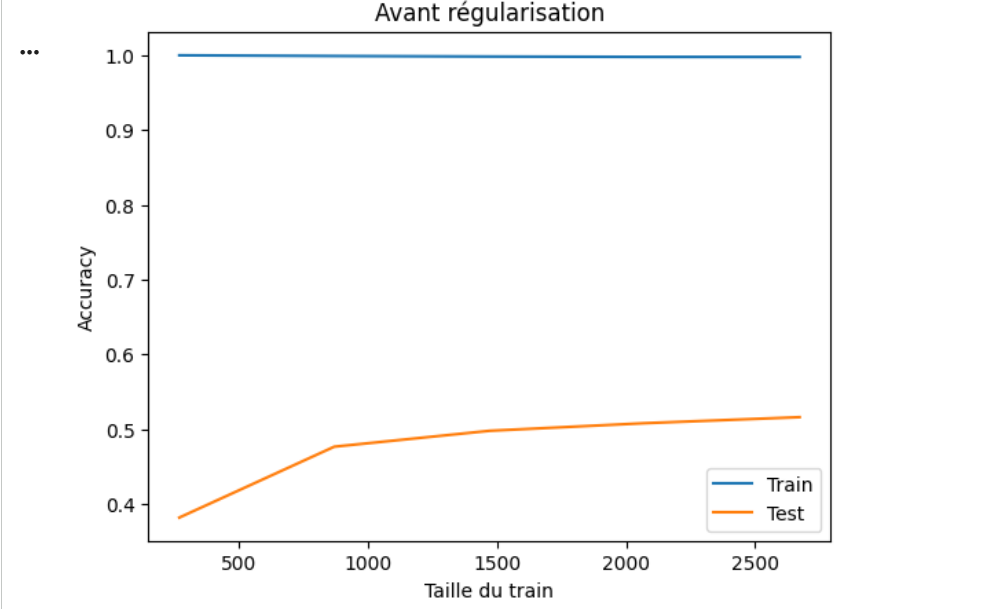 Avant régularisation
...
1.0
0.9
0.8
0.7
0.6
0.5
0.4
Accuracy
Train
Test
500 1000 1500 2000 2500
Taille du train